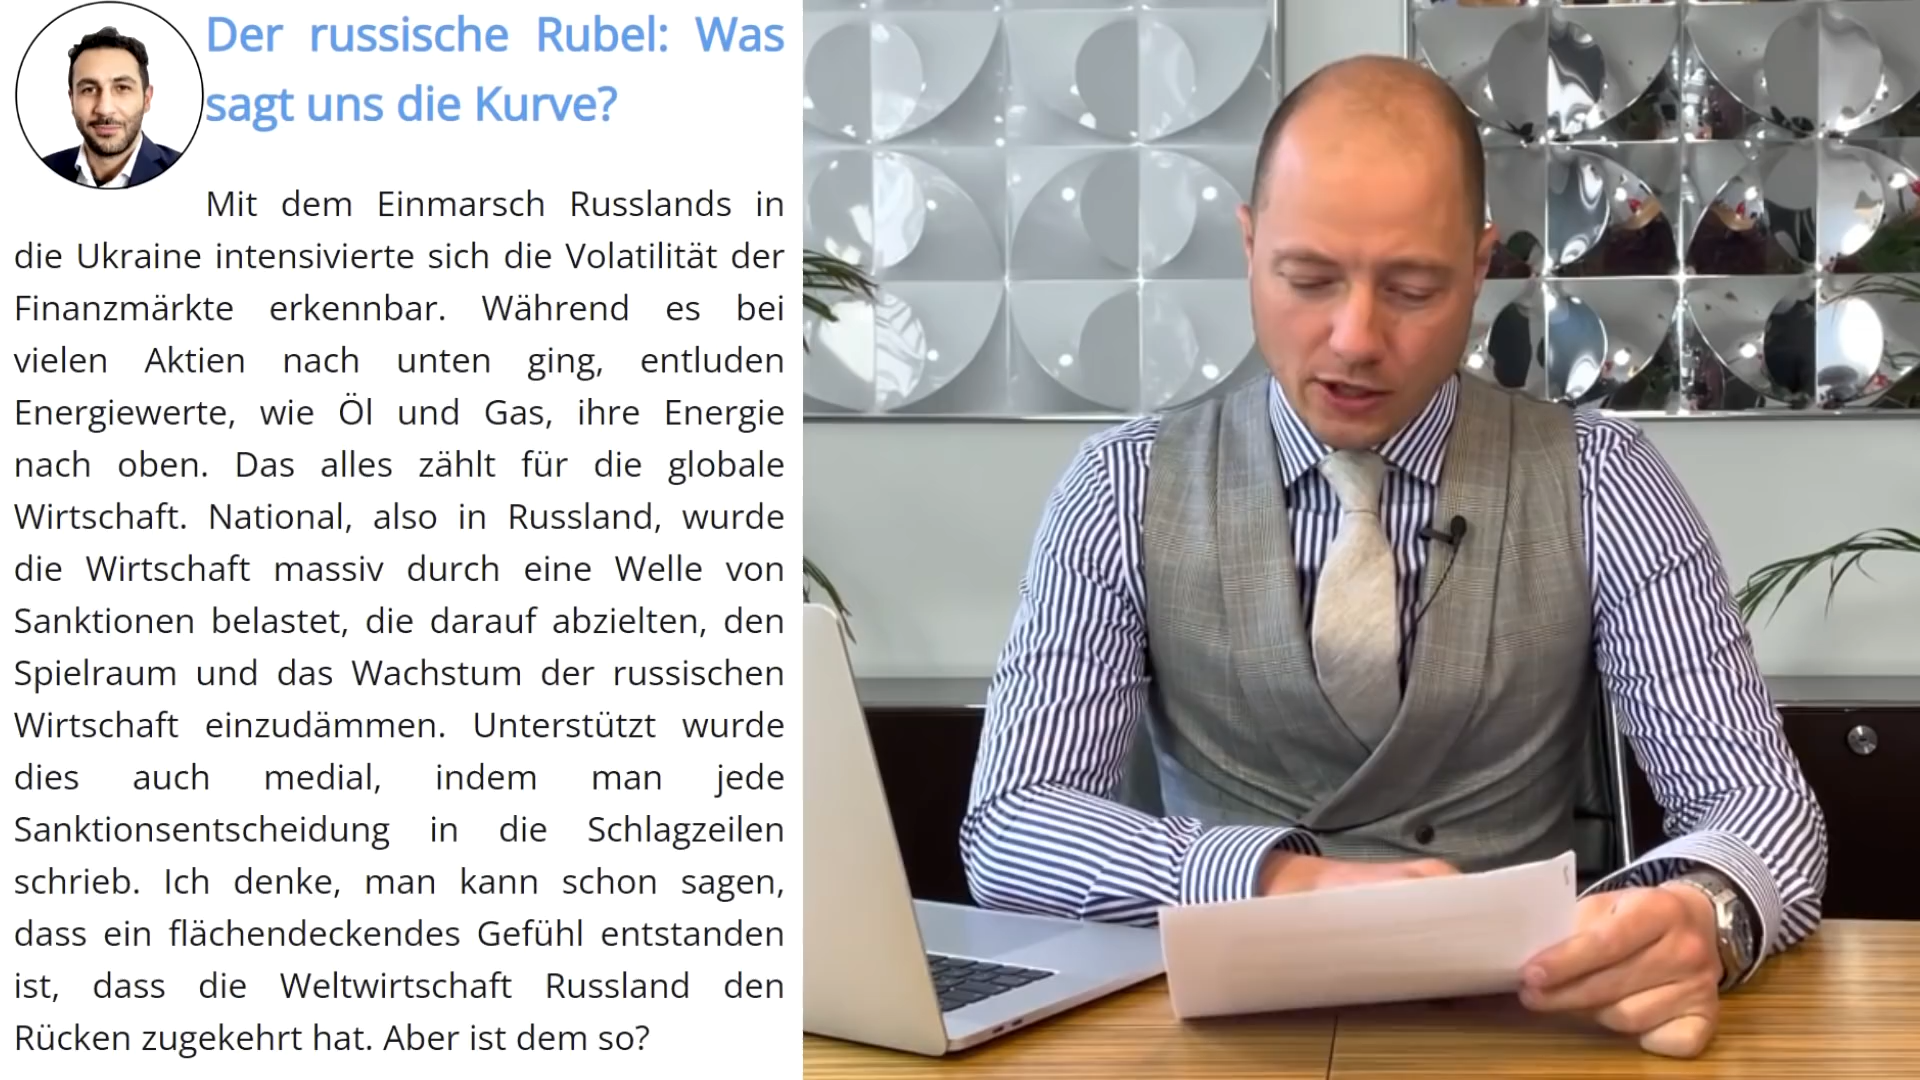 Der russische Rubel: Was
sagt uns die Kurve?
Mit dem Einmarsch Russlands in
die Ukraine intensivierte sich die Volatilität der
Finanzmärkte erkennbar. Während es bei
vielen Aktien nach unten ging, entluden
Energiewerte, wie Öl und Gas, ihre Energie
nach oben. Das alles zählt für die globale
Wirtschaft. National, also in Russland, wurde
die Wirtschaft massiv durch eine Welle von
Sanktionen belastet, die darauf abzielten, den
Spielraum und das Wachstum der russischen
Wirtschaft einzudämmen. Unterstützt wurde
dies auch medial, indem man jede
Sanktionsentscheidung in die Schlagzeilen
schrieb. Ich denke, man kann schon sagen,
dass ein flächendeckendes Gefühl entstanden
ist, dass die Weltwirtschaft Russland den
Rücken zugekehrt hat. Aber ist dem so?